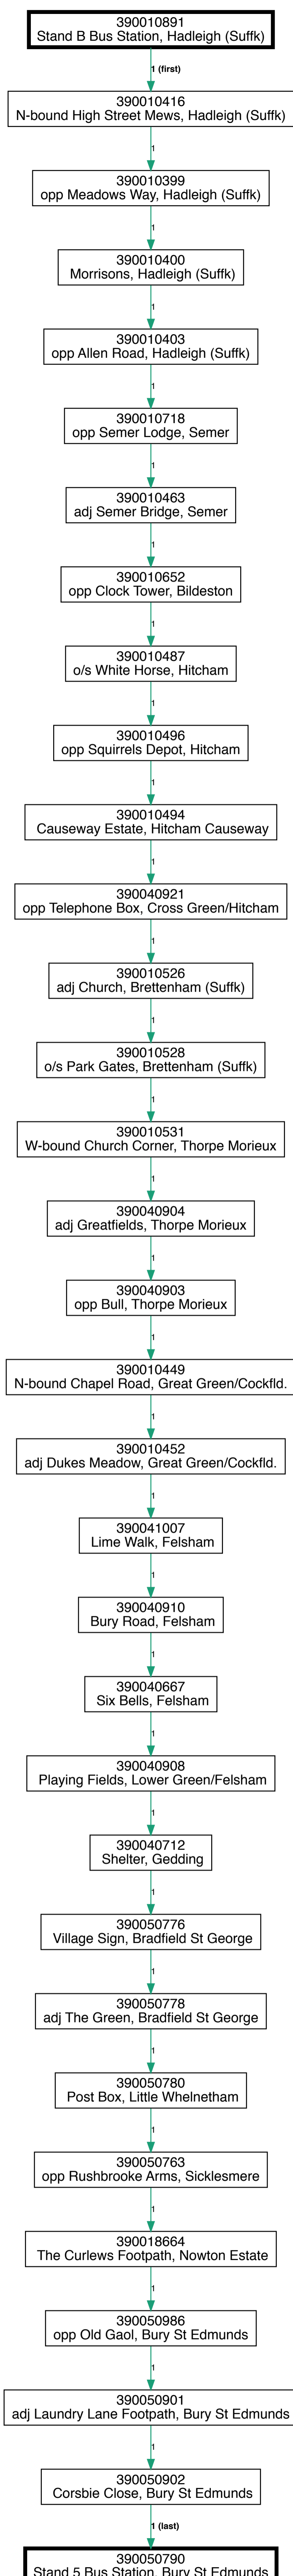 390010891
Stand B Bus Station, Hadleigh (Suffk)
1 (first)
390010416
N-bound High Street Mews, Hadleigh (Suffk)
1
390010399
opp Meadows Way, Hadleigh (Suffk)
1
390010400
Morrisons, Hadleigh (Suffk)
1
390010403
opp Allen Road, Hadleigh (Suffk)
1
390010718
opp Semer Lodge, Semer
1
390010463
adj Semer Bridge, Semer
1
390010652
opp Clock Tower, Bildeston
1
390010487
o/s White Horse, Hitcham
1
390010496
opp Squirrels Depot, Hitcham
1
390010494
Causeway Estate, Hitcham Causeway
1
390040921
opp Telephone Box, Cross Green/Hitcham
1
390010526
adj Church, Brettenham (Suffk)
1
390010528
o/s Park Gates, Brettenham (Suffk)
1
390010531
W-bound Church Corner, Thorpe Morieux
1
390040904
adj Greatfields, Thorpe Morieux
1
390040903
opp Bull, Thorpe Morieux
1
390010449
N-bound Chapel Road, Great Green/Cockfld.
1
390010452
adj Dukes Meadow, Great Green/Cockfld.
1
390041007
Lime Walk, Felsham
1
390040910
Bury Road, Felsham
1
390040667
Six Bells, Felsham
1
390040908
Playing Fields, Lower Green/Felsham
1
390040712
Shelter, Gedding
1
390050776
Village Sign, Bradfield St George
1
390050778
adj The Green, Bradfield St George
1
390050780
Post Box, Little Whelnetham
1
390050763
opp Rushbrooke Arms, Sicklesmere
1
390018664
The Curlews Footpath, Nowton Estate
1
390050986
opp Old Gaol, Bury St Edmunds
1
390050901
adj Laundry Lane Footpath, Bury St Edmunds
1
390050902
Corsbie Close, Bury St Edmunds
1 (last)
390050790
Stand 5 Bus Station, Bury St Edmunds